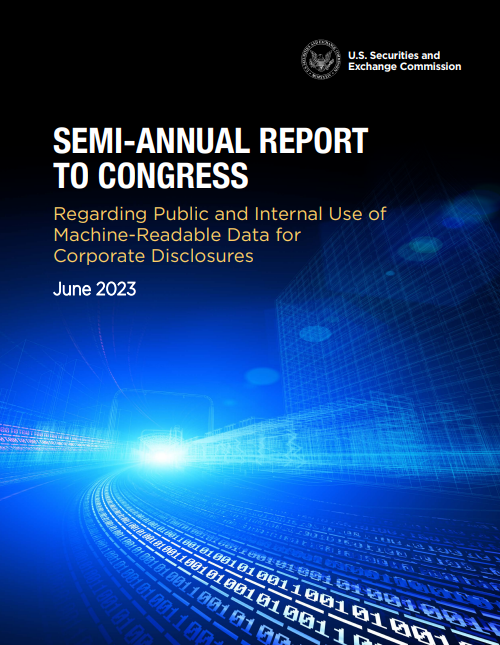 U.S. Securities and
Exchange Commission
SEMI-ANNUAL REPORT
TO CONGRESS
Regarding Public and Internal Use of
Machine-Readable Data for
Corporate Disclosures
June 2023